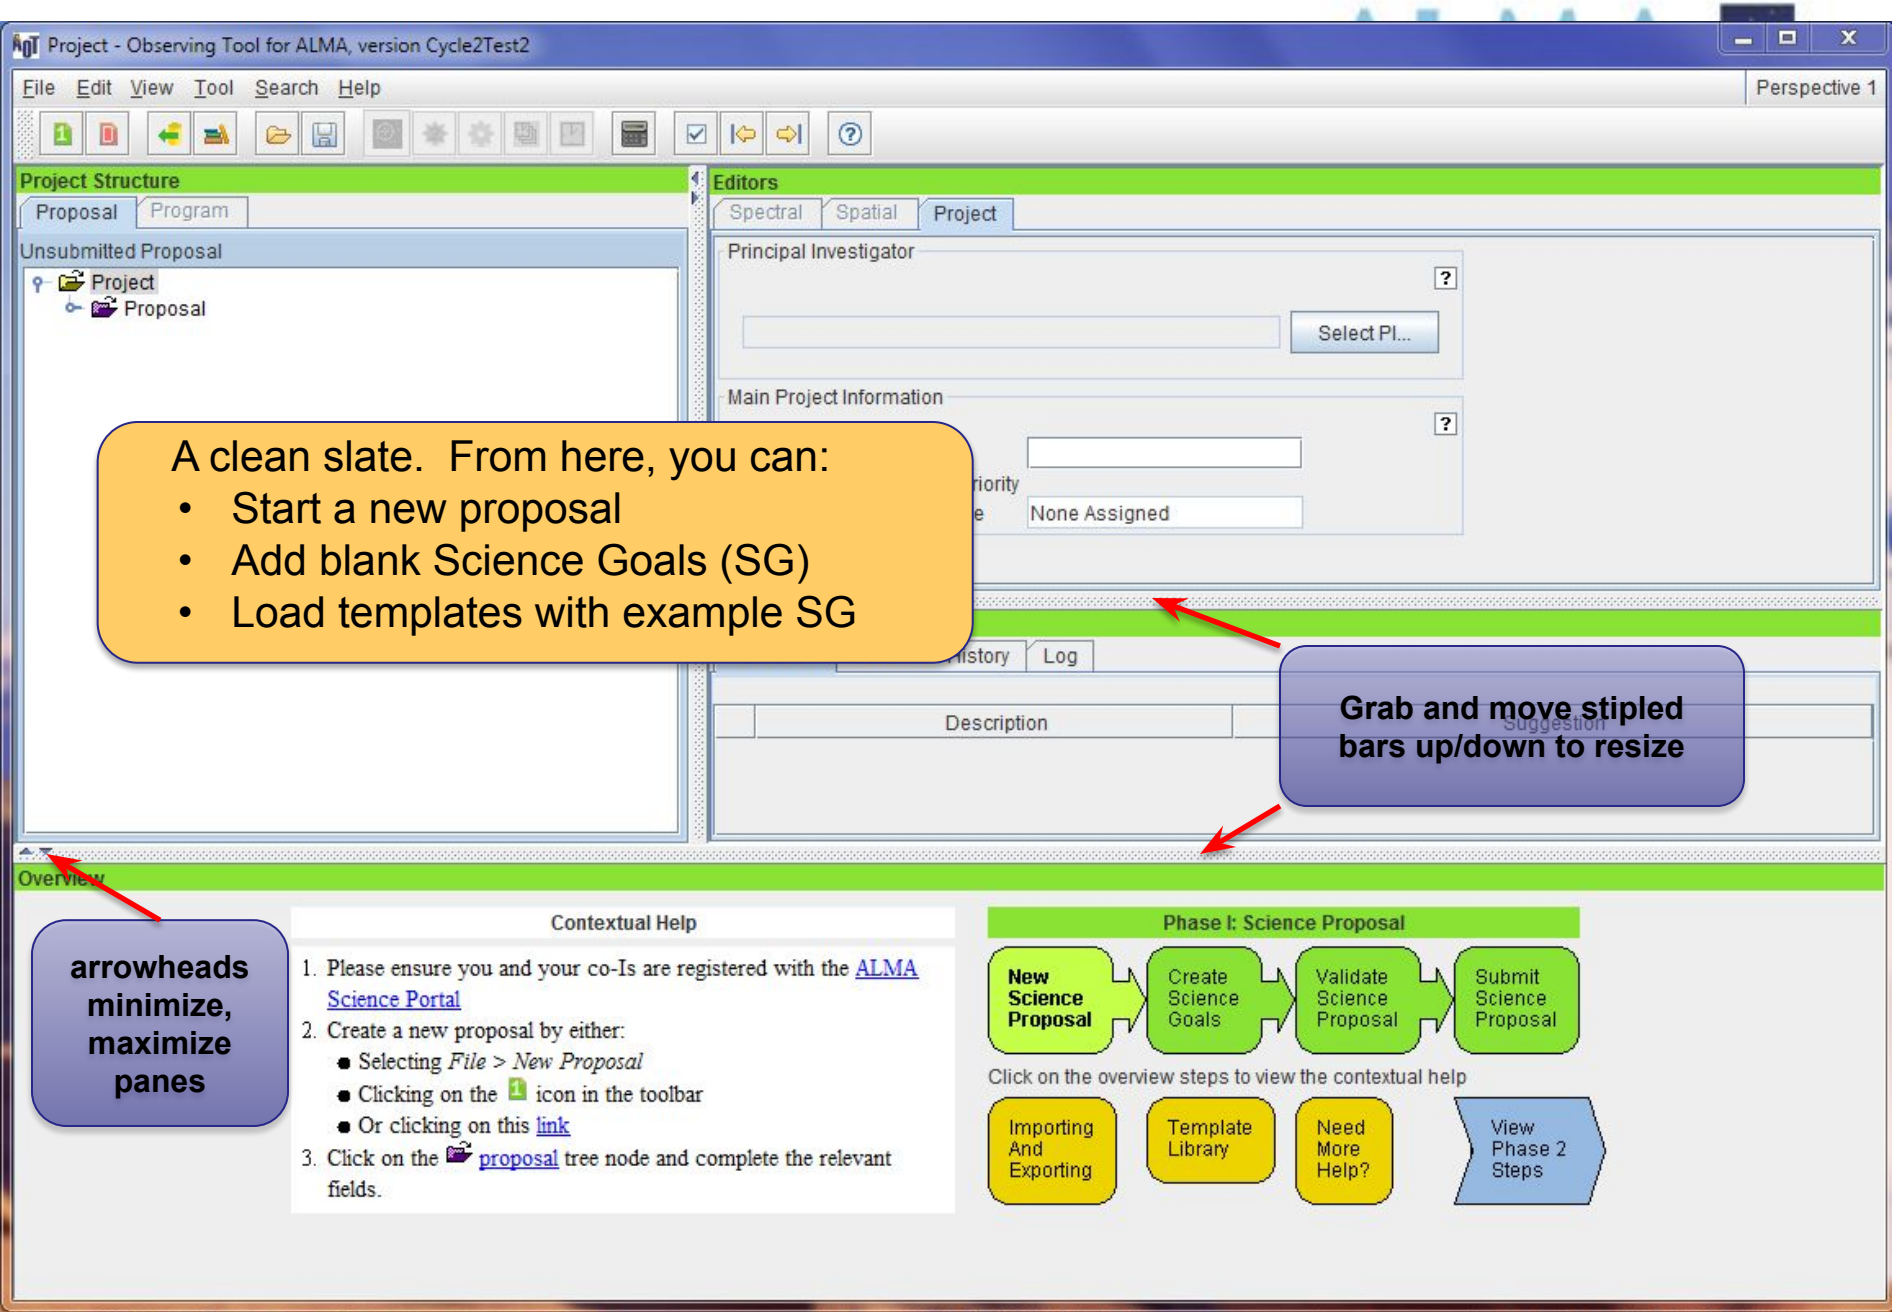 Project - Observing Tool for ALMA, version Cycle2Test2
File Edit View Tool Search Help
Perspective 1
Project Structure
Proposal Program
Unsubmitted Proposal
Project
Proposal
Editors
Spectral Spatial Project
Principal Investigator
?
Select PI...
Main Project Information
?
riority
e None Assigned
A clean slate.  From here, you can:
• Start a new proposal
• Add blank Science Goals (SG)
• Load templates with example SG
History Log
Description Suggestion
Grab and move stipled
bars up/down to resize
Overview
arrowheads
minimize,
maximize
panes
Contextual Help
1. Please ensure you and your co-Is are registered with the ALMA
Science Portal
2. Create a new proposal by either:
● Selecting File > New Proposal
● Clicking on the 1 icon in the toolbar
● Or clicking on this link
3. Click on the proposal tree node and complete the relevant
fields.
Phase I: Science Proposal
New
Science
Proposal
Create
Science
Goals
Validate
Science
Proposal
Submit
Science
Proposal
Click on the overview steps to view the contextual help
Importing
And
Exporting
Template
Library
Need
More
Help?
View
Phase 2
Steps